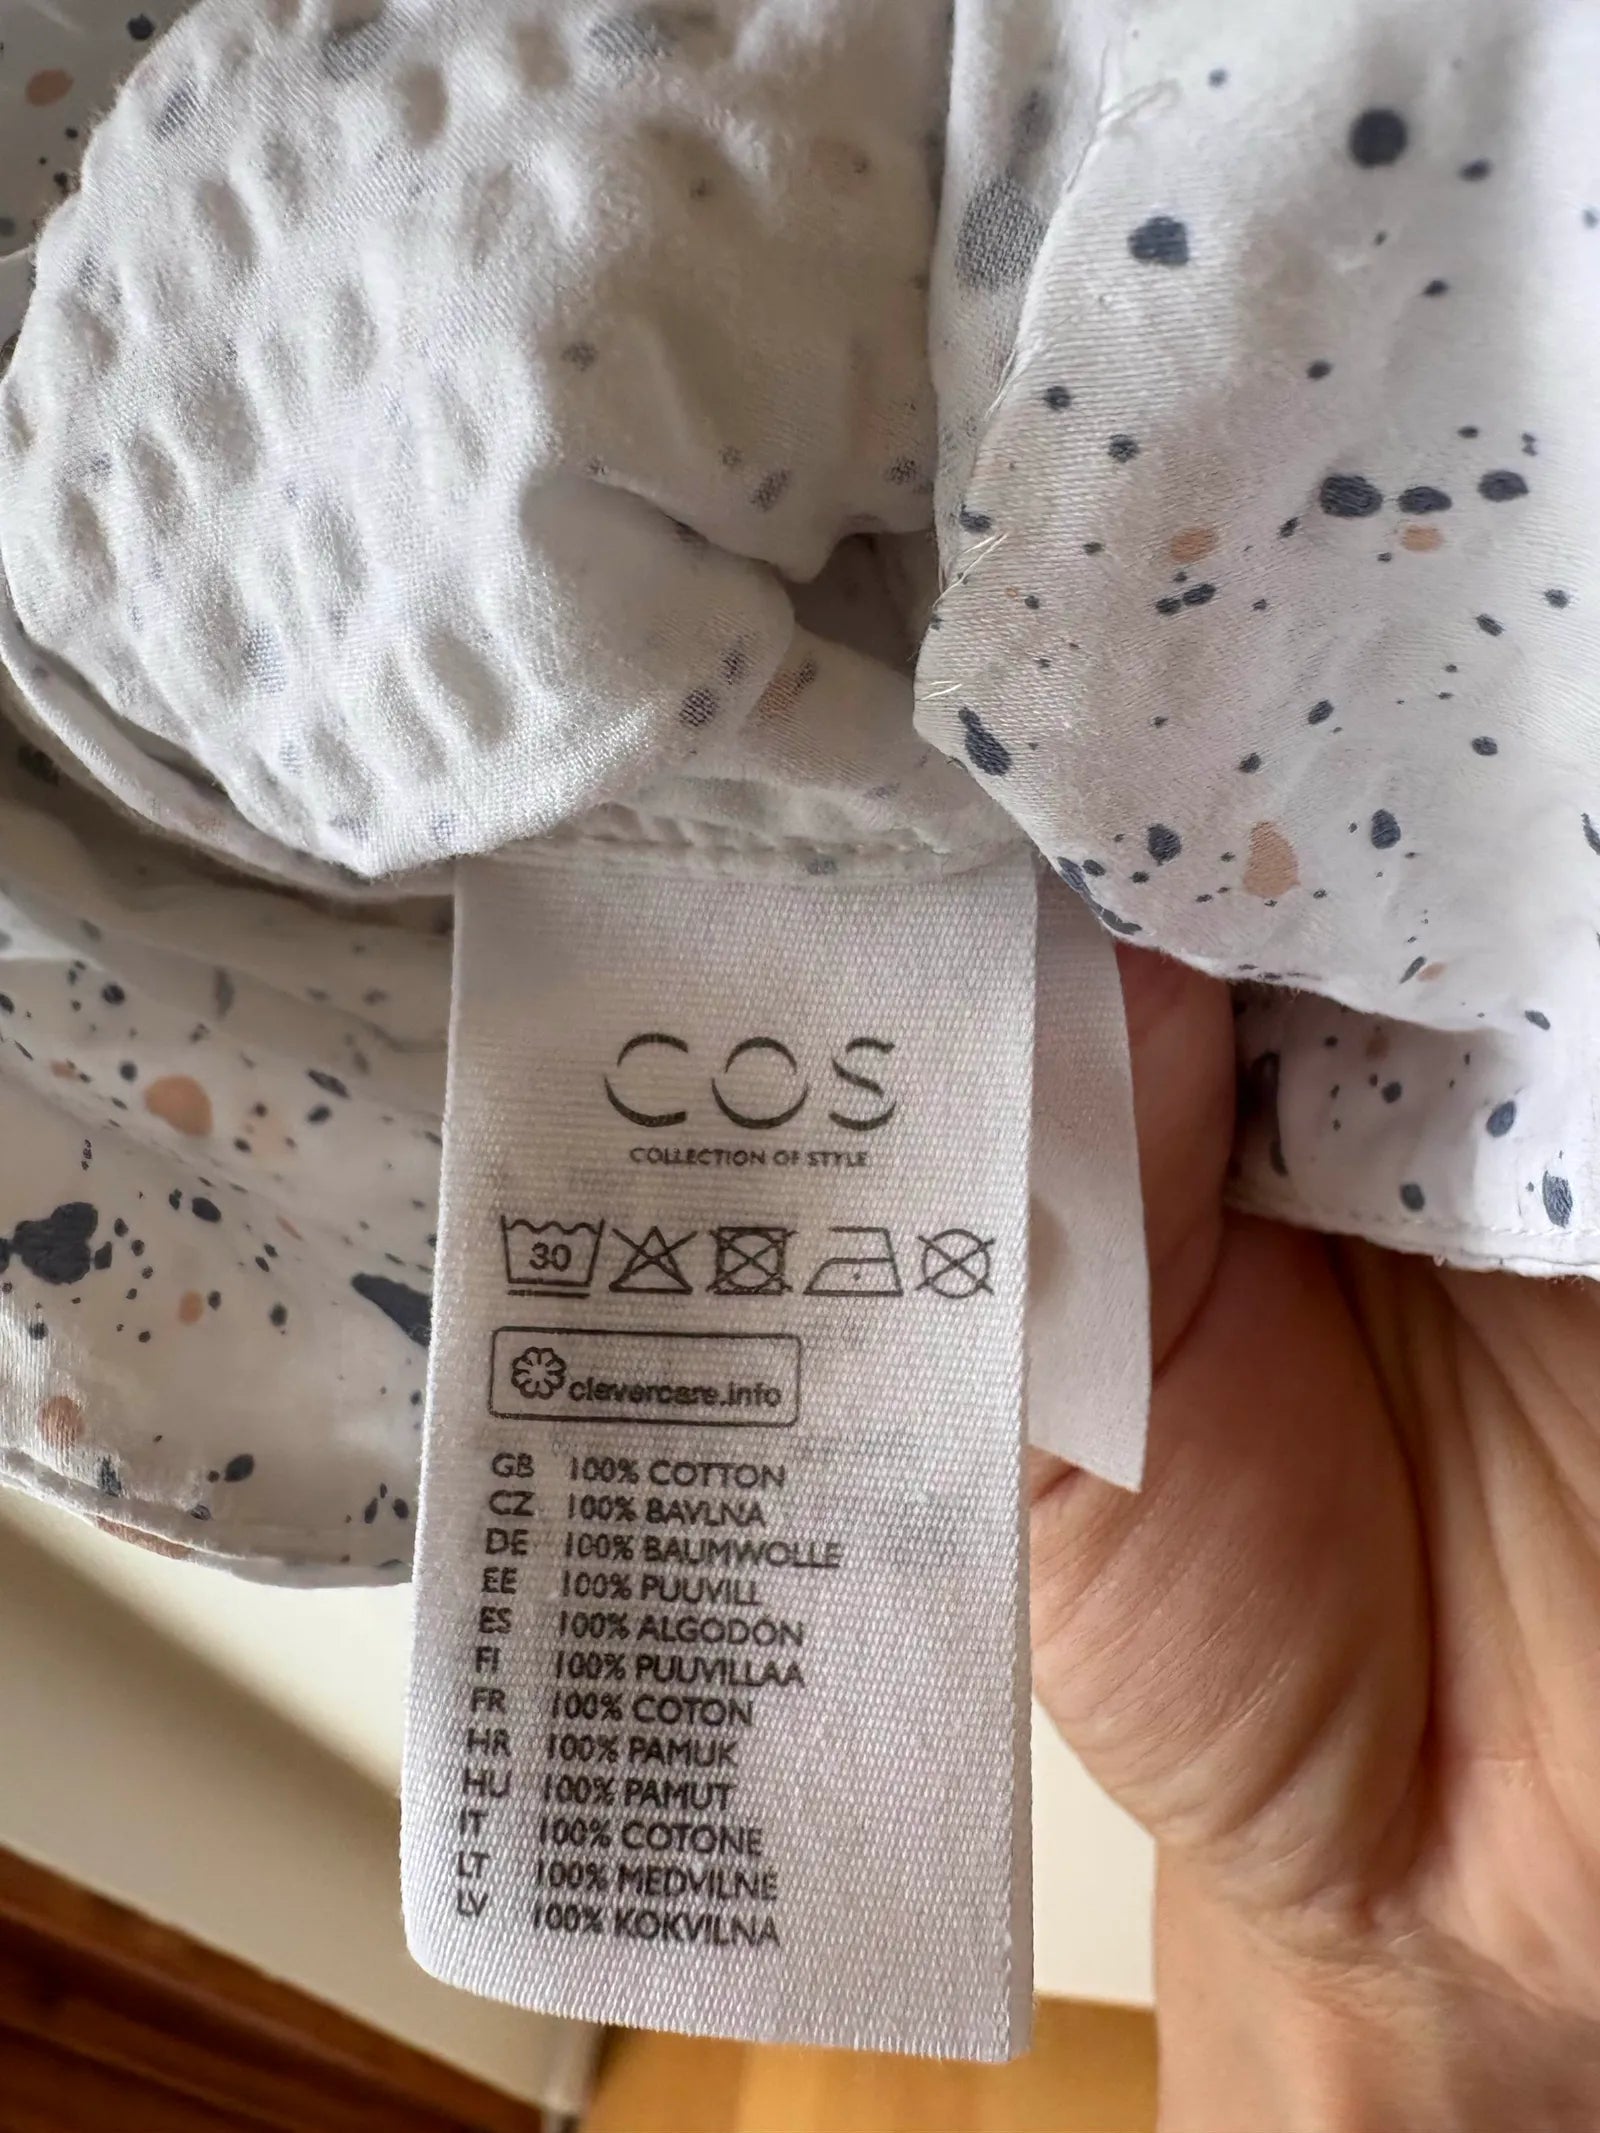 COS
COLLECTION OF STYLE
30
clevercare.info
GB 100% COTTON
CZ 100% BAVLNA
DE 100% BAUMWOLLE
EE 100% PUUVILL
ES 100% ALGODÓN
FI 100% PUUVILLAA
FR 100% COTON
HR 100% PAMUK
HU 100% PAMUT
IT 100% COTONE
LT 100% MEDVILNĖ
LV 100% KOKVILNA